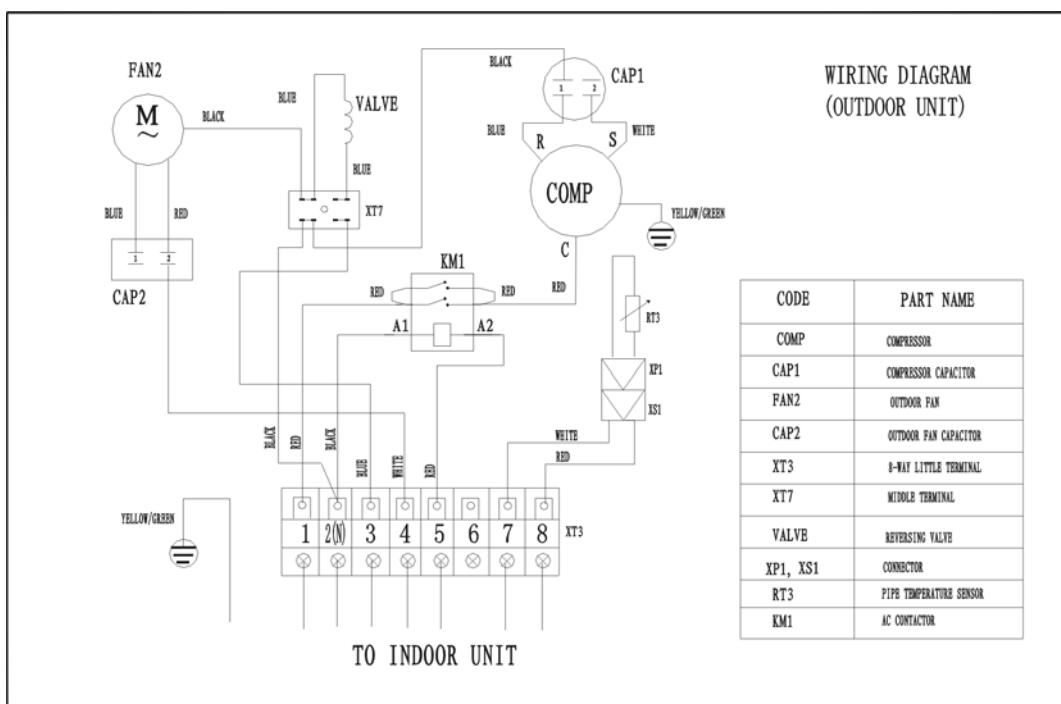 WIRING DIAGRAM
(OUTDOOR UNIT)
FAN2
M
~
BLACK
BLUE
VALVE
BLUE
BLACK
CAP1
1 2
BLUE
WHITE
R S
COMP
C
YELLOW/GREEN
XT7
BLUE
RED
1 2
CAP2
KM1
RED
RED
RED
A1 A2
RT3
XP1
XS1
WHITE
RED
BLACK
RED
BLACK
BLUE
WHITE
RED
YELLOW/GREEN
1 2(N) 3 4 5 6 7 8
XT3
TO INDOOR UNIT
CODE PART NAME
COMP COMPRESSOR
CAP1 COMPRESSOR CAPACITOR
FAN2 OUTDOOR FAN
CAP2 OUTDOOR FAN CAPACITOR
XT3 8-WAY LITTLE TERMINAL
XT7 MIDDLE TERMINAL
VALVE REVERSING VALVE
XP1, XS1 CONNECTOR
RT3 PIPE TEMPERATURE SENSOR
KM1 AC CONTACTOR